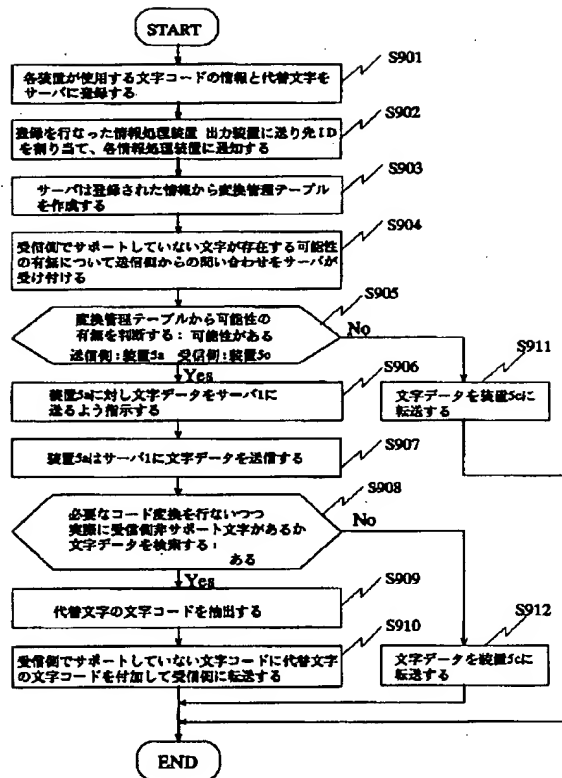 START
S901
各装置が使用する文字コードの情報と代替文字を
サーバに登録する
S902
登録を行なった情報処理装置 出力装置に送り先ID
を割り当て、各情報処理装置に通知する
S903
サーバは登録された情報から変換管理テーブル
を作成する
S904
受信側でサポートしていない文字が存在する可能性
の有無について送信側からの問い合わせをサーバが
受け付ける
S905
変換管理テーブルから可能性の
有無を判断する：可能性がある
送信側：装置5a 受信側：装置5c
No
Yes
S906
装置5aに対し文字データをサーバ1に
送るよう指示する
S911
文字データを装置5cに
転送する
S907
装置5aはサーバ1に文字データを送信する
S908
必要なコード変換を行ないつつ
実際に受信側非サポート文字があるか
文字データを検索する：
ある
No
Yes
S909
代替文字の文字コードを抽出する
S910
受信側でサポートしていない文字コードに代替文字
の文字コードを付加して受信側に転送する
S912
文字データを装置5cに
転送する
END